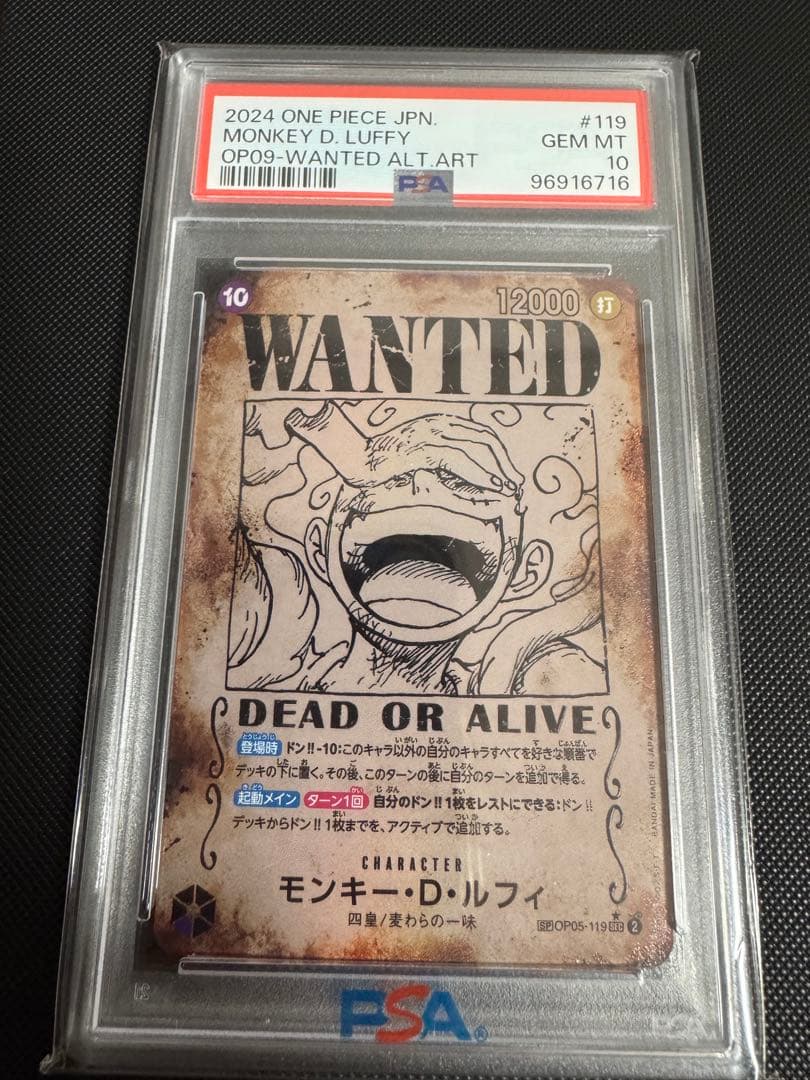 2024 ONE PIECE JPN. #119
MONKEY D. LUFFY GEM MT
OP09-WANTED ALT.ART 10
PSA 96916716
10 12000 打
WANTED
DEAD OR ALIVE
登場時 ドン!!-10:このキャラ以外の自分のキャラすべてを好きな順番で
デッキの下に置く。その後、このターンの後に自分のターンを追加で得る。
起動メイン ターン1回 自分のドン!!1枚をレストにできる:ドン!!
デッキからドン!!1枚までを、アクティブで追加する。
CHARACTER
モンキー・D・ルフィ
四皇/麦わらの一味
SP OP05-119 SEC 2
BANDAI MADE IN JAPAN
PSA®